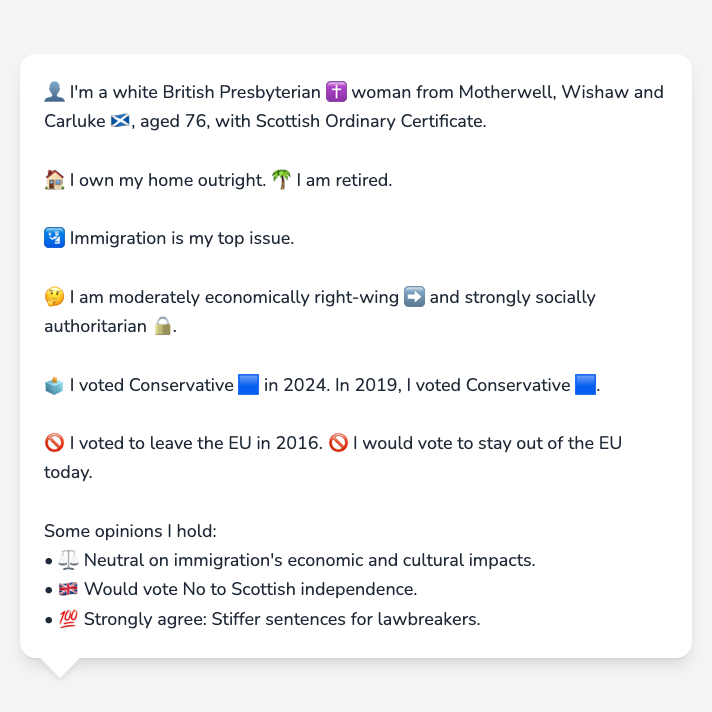 👤 I'm a white British Presbyterian ✝️ woman from Motherwell, Wishaw and
Carluke 🏴󠁧󠁢󠁳󠁣󠁴󠁿, aged 76, with Scottish Ordinary Certificate.
🏠 I own my home outright. 🌴 I am retired.
🛂 Immigration is my top issue.
🤔 I am moderately economically right-wing ➡️ and strongly socially
authoritarian 🔒.
🗳️ I voted Conservative 🟦 in 2024. In 2019, I voted Conservative 🟦.
🚫 I voted to leave the EU in 2016. 🚫 I would vote to stay out of the EU
today.
Some opinions I hold:
• ⚖️ Neutral on immigration's economic and cultural impacts.
• 🇬🇧 Would vote No to Scottish independence.
• 💯 Strongly agree: Stiffer sentences for lawbreakers.